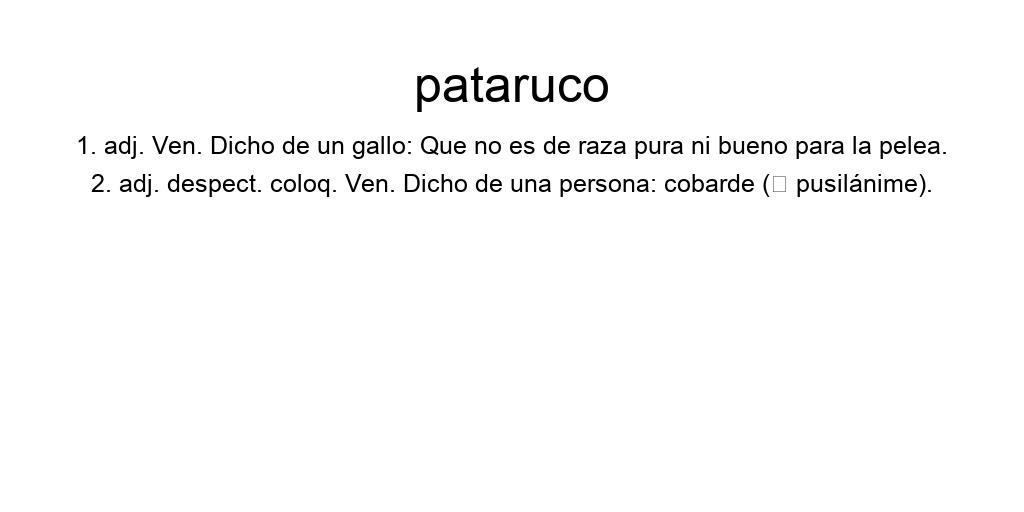 pataruco
1. adj. Ven. Dicho de un gallo: Que no es de raza pura ni bueno para la pelea.
2. adj. despect. coloq. Ven. Dicho de una persona: cobarde (□ pusilánime).